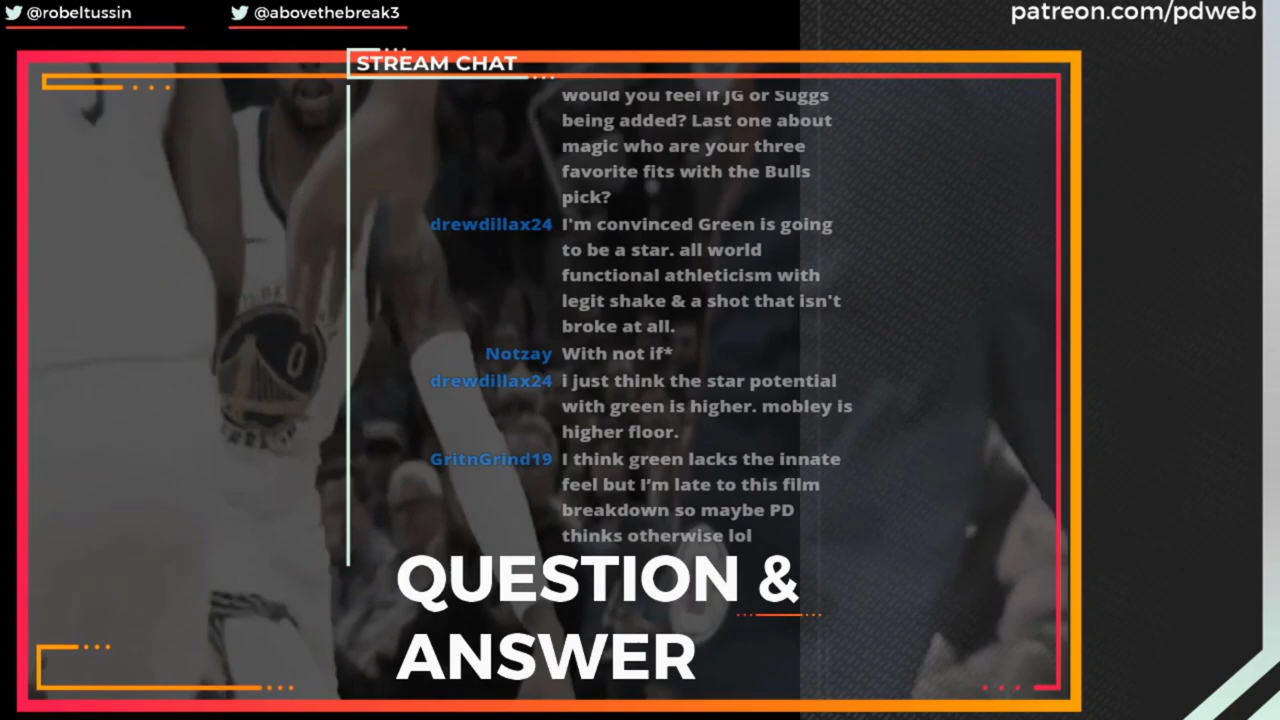 @robeltussin
@abovethebreak3
patreon.com/pdweb
STREAM CHAT
would you feel if JG or Suggs
being added? Last one about
magic who are your three
favorite fits with the Bulls
pick?
drewdillax24 I'm convinced Green is going
to be a star. all world
functional athleticism with
legit shake & a shot that isn't
broke at all.
Notzay With not if*
drewdillax24 i just think the star potential
with green is higher. mobley is
higher floor.
GritnGrind19 I think green lacks the innate
feel but I'm late to this film
breakdown so maybe PD
thinks otherwise lol
0
QUESTION &
ANSWER